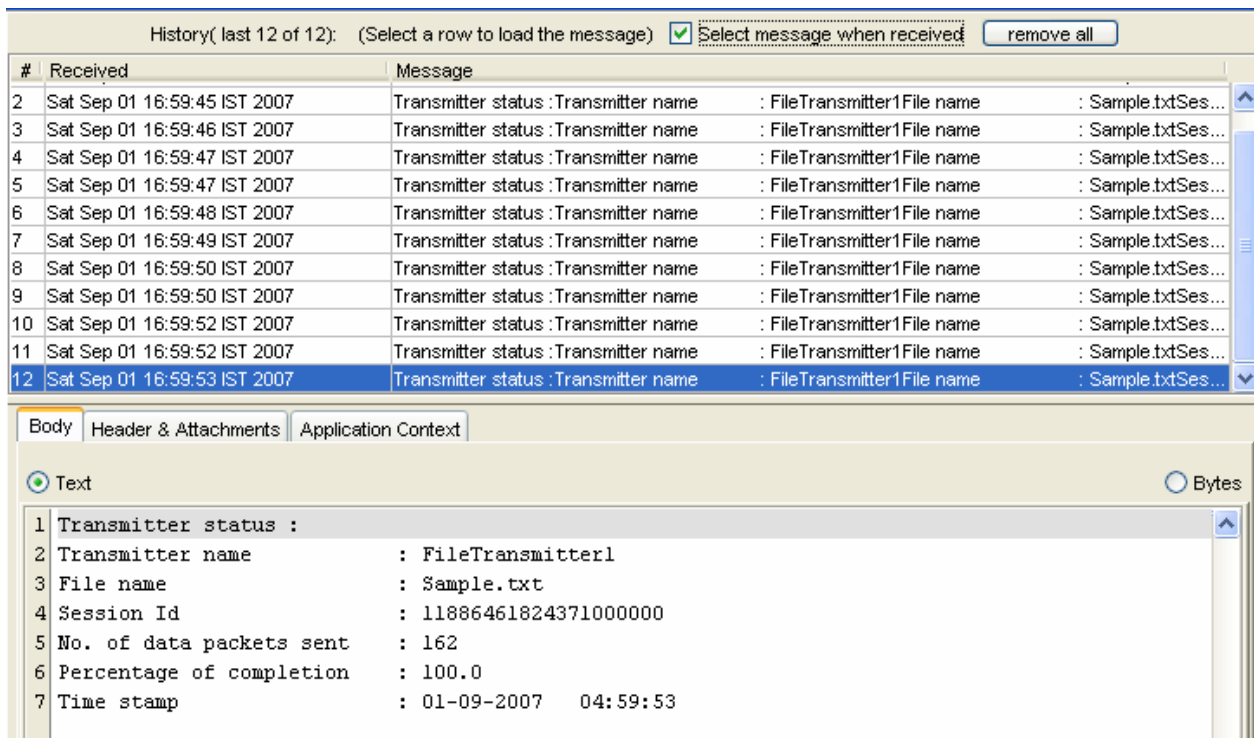 History( last 12 of 12): (Select a row to load the message) Select message when received remove all
# Received Message
2 Sat Sep 01 16:59:45 IST 2007 Transmitter status :Transmitter name : FileTransmitter1File name : Sample.txtSes...
3 Sat Sep 01 16:59:46 IST 2007 Transmitter status :Transmitter name : FileTransmitter1File name : Sample.txtSes...
4 Sat Sep 01 16:59:47 IST 2007 Transmitter status :Transmitter name : FileTransmitter1File name : Sample.txtSes...
5 Sat Sep 01 16:59:47 IST 2007 Transmitter status :Transmitter name : FileTransmitter1File name : Sample.txtSes...
6 Sat Sep 01 16:59:48 IST 2007 Transmitter status :Transmitter name : FileTransmitter1File name : Sample.txtSes...
7 Sat Sep 01 16:59:49 IST 2007 Transmitter status :Transmitter name : FileTransmitter1File name : Sample.txtSes...
8 Sat Sep 01 16:59:50 IST 2007 Transmitter status :Transmitter name : FileTransmitter1File name : Sample.txtSes...
9 Sat Sep 01 16:59:50 IST 2007 Transmitter status :Transmitter name : FileTransmitter1File name : Sample.txtSes...
10 Sat Sep 01 16:59:52 IST 2007 Transmitter status :Transmitter name : FileTransmitter1File name : Sample.txtSes...
11 Sat Sep 01 16:59:52 IST 2007 Transmitter status :Transmitter name : FileTransmitter1File name : Sample.txtSes...
12 Sat Sep 01 16:59:53 IST 2007 Transmitter status :Transmitter name : FileTransmitter1File name : Sample.txtSes...
Body Header & Attachments Application Context
Text Bytes
1 Transmitter status :
2 Transmitter name : FileTransmitter1
3 File name : Sample.txt
4 Session Id : 11886461824371000000
5 No. of data packets sent : 162
6 Percentage of completion : 100.0
7 Time stamp : 01-09-2007 04:59:53